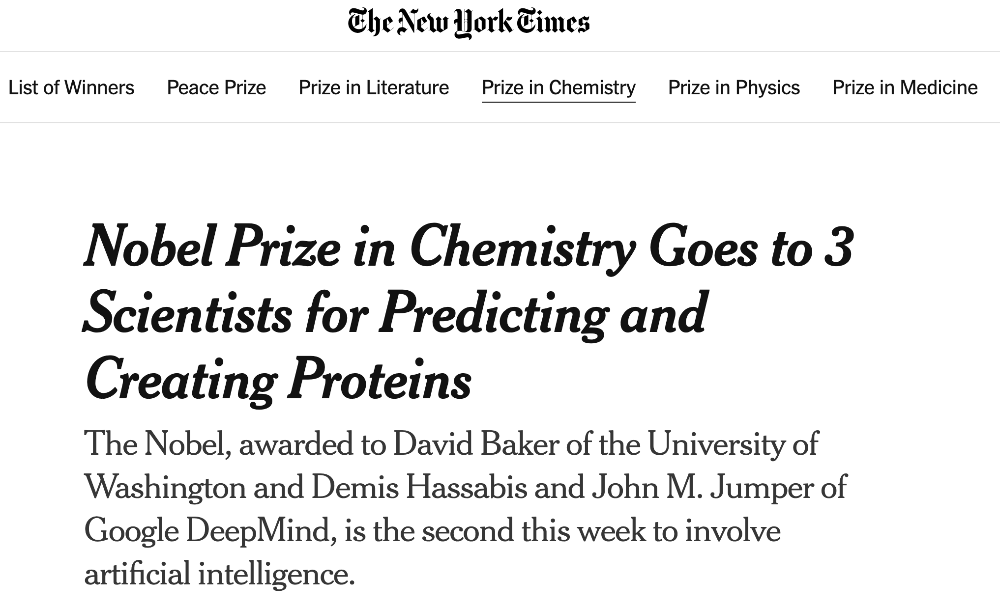 The New York Times
List of Winners Peace Prize Prize in Literature Prize in Chemistry Prize in Physics Prize in Medicine
Nobel Prize in Chemistry Goes to 3
Scientists for Predicting and
Creating Proteins
The Nobel, awarded to David Baker of the University of
Washington and Demis Hassabis and John M. Jumper of
Google DeepMind, is the second this week to involve
artificial intelligence.